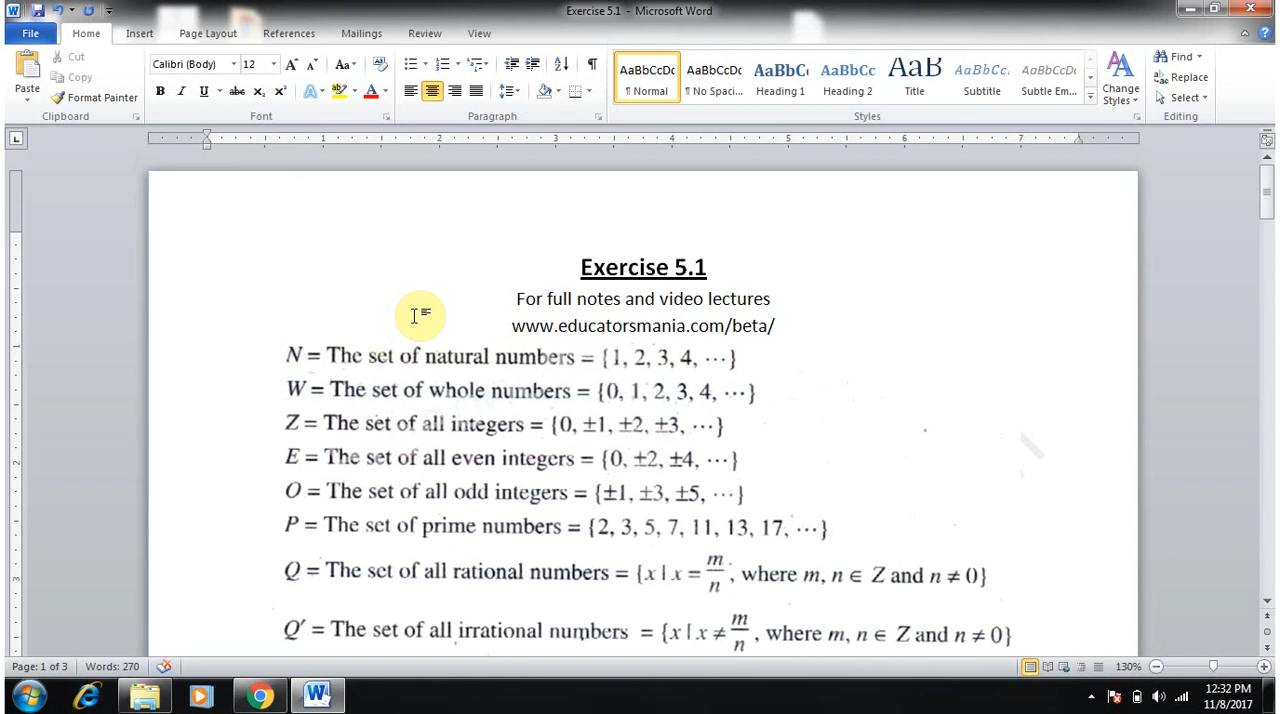 Exercise 5.1 - Microsoft Word
File Home Insert Page Layout References Mailings Review View
Paste
Cut
Copy
Format Painter
Clipboard
Calibri (Body) 12
Font
Paragraph
AaBbCcDc AaBbCcDc AaBbC AaBbCc AaB AaBbCc. AaBbCcDc
¶ Normal ¶ No Spaci... Heading 1 Heading 2 Title Subtitle Subtle Em...
Change Styles
Styles
Find
Replace
Select
Editing
1 2 3 4 5 6 7
Exercise 5.1
For full notes and video lectures
www.educatorsmania.com/beta/
N = The set of natural numbers = {1, 2, 3, 4, ⋯}
W = The set of whole numbers = {0, 1, 2, 3, 4, ⋯}
Z = The set of all integers = {0, ±1, ±2, ±3, ⋯}
E = The set of all even integers = {0, ±2, ±4, ⋯}
O = The set of all odd integers = {±1, ±3, ±5, ⋯}
P = The set of prime numbers = {2, 3, 5, 7, 11, 13, 17, ⋯}
Q = The set of all rational numbers = {x | x = m/n, where m, n ∈ Z and n ≠ 0}
Q′ = The set of all irrational numbers = {x | x ≠ m/n, where m, n ∈ Z and n ≠ 0}
Page: 1 of 3 Words: 270 130%
12:32 PM
11/8/2017